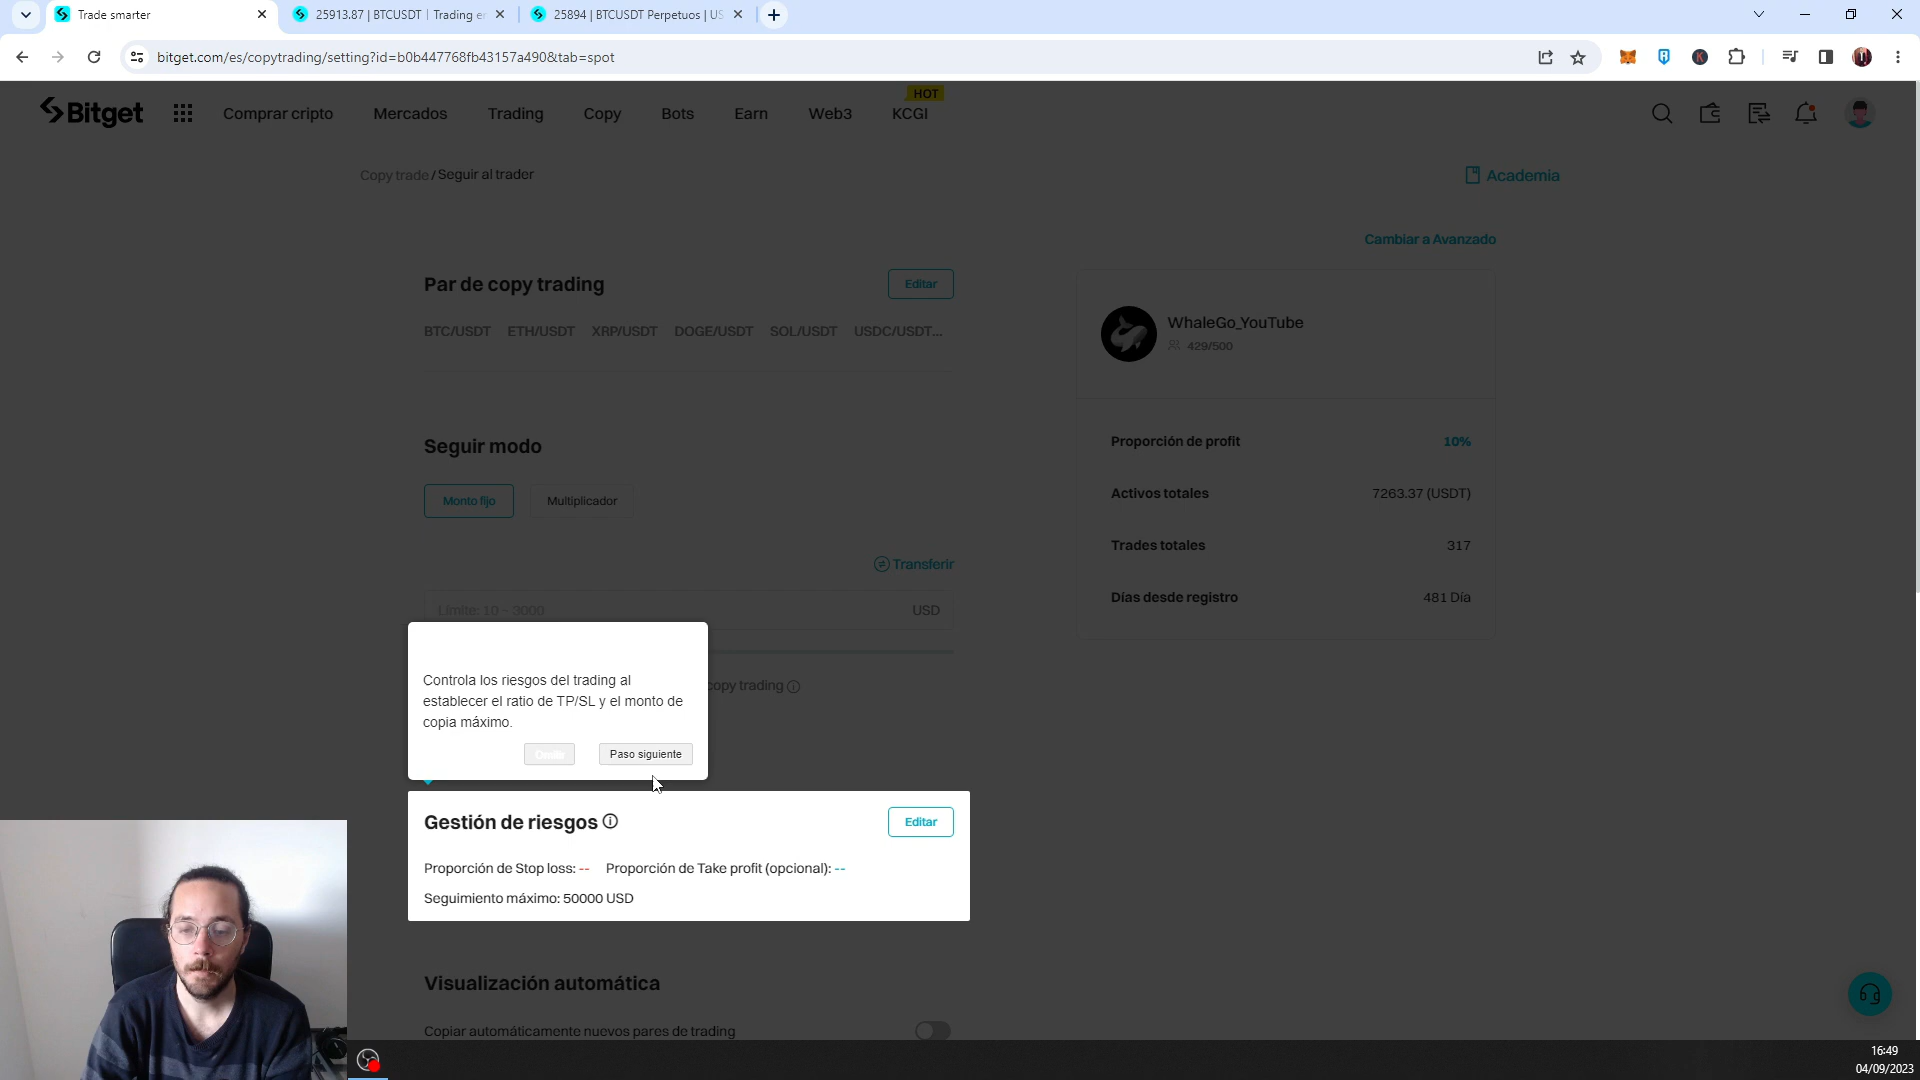 Trade smarter
25913.87 | BTCUSDT | Trading en
25894 | BTCUSDT Perpetuos | US
bitget.com/es/copytrading/setting?id=b0b447768fb43157a490&tab=spot
Bitget
Comprar cripto
Mercados
Trading
Copy
Bots
Earn
Web3
HOT
KCGI
Copy trade / Seguir al trader
Academia
Cambiar a Avanzado
Par de copy trading
Editar
BTC/USDT ETH/USDT XRP/USDT DOGE/USDT SOL/USDT USDC/USDT...
WhaleGo_YouTube
429/500
Seguir modo
Proporción de profit 10%
Monto fijo
Multiplicador
Activos totales 7263.37 (USDT)
Trades totales 317
Transferir
Días desde registro 481 Día
Límite: 10 ~ 3000 USD
copy trading
Controla los riesgos del trading al
establecer el ratio de TP/SL y el monto de
copia máximo.
Omitir
Paso siguiente
Gestión de riesgos
Editar
Proporción de Stop loss: -- Proporción de Take profit (opcional): --
Seguimiento máximo: 50000 USD
Visualización automática
Copiar automáticamente nuevos pares de trading
16:49
04/09/2023